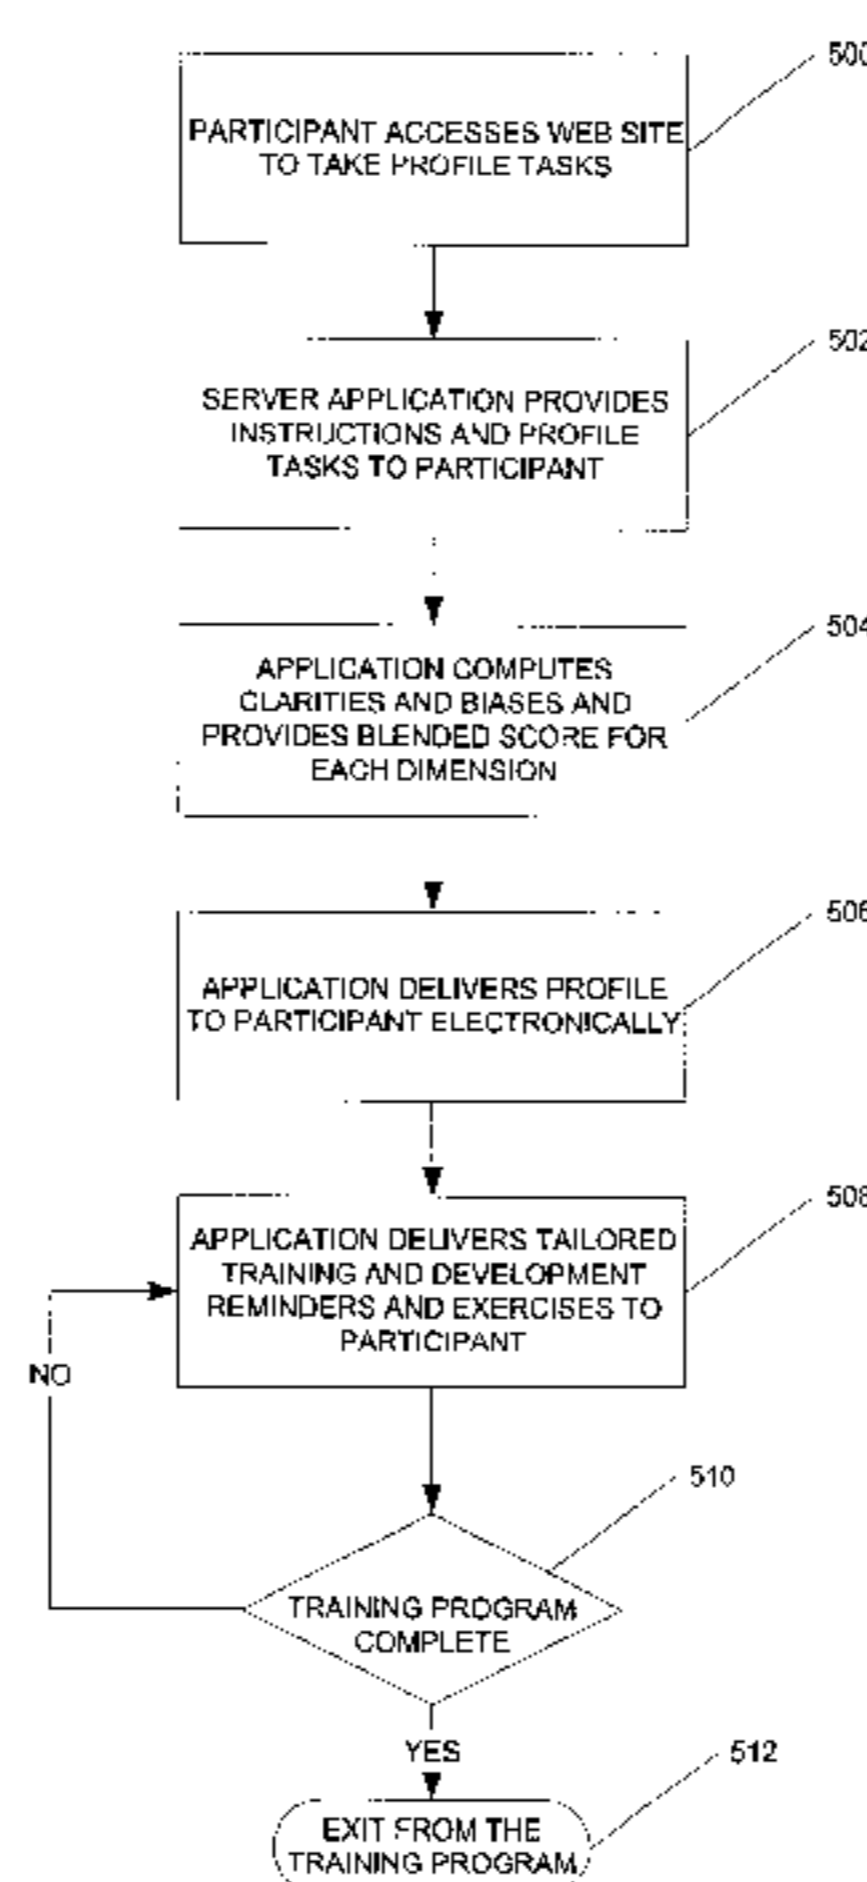 500
PARTICIPANT ACCESSES WEB SITE
TO TAKE PROFILE TASKS
502
SERVER APPLICATION PROVIDES
INSTRUCTIONS AND PROFILE
TASKS TO PARTICIPANT
504
APPLICATION COMPUTES
CLARITIES AND BIASES AND
PROVIDES BLENDED SCORE FOR
EACH DIMENSION
506
APPLICATION DELIVERS PROFILE
TO PARTICIPANT ELECTRONICALLY
508
APPLICATION DELIVERS TAILORED
TRAINING AND DEVELOPMENT
REMINDERS AND EXERCISES TO
PARTICIPANT
NO
510
TRAINING PROGRAM
COMPLETE
YES
512
EXIT FROM THE
TRAINING PROGRAM